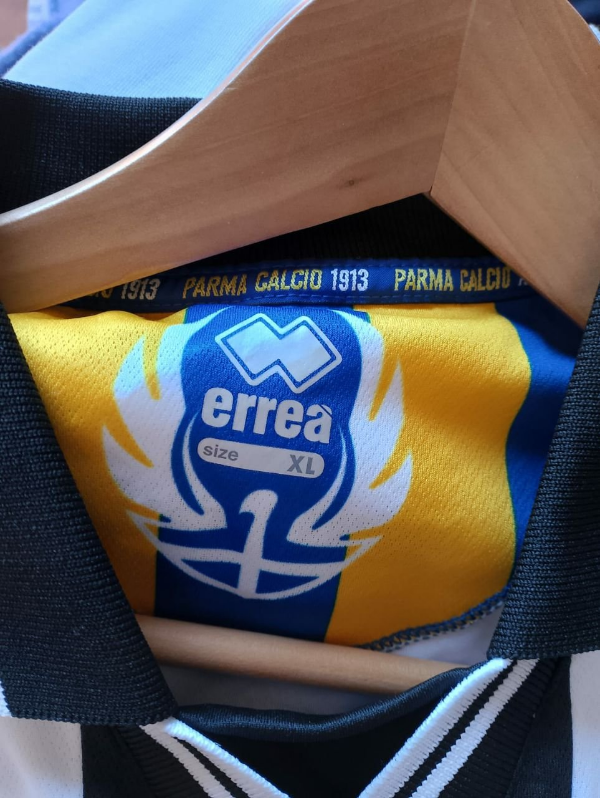 1913 PARMA CALCIO 1913 PARMA CALCIO
erreà
size XL